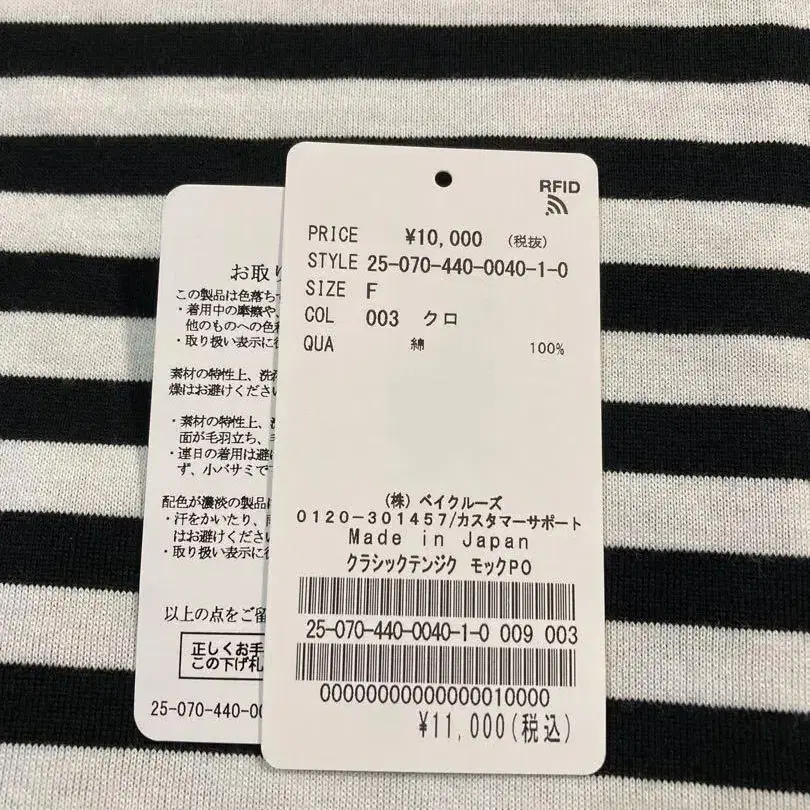 RFID
PRICE ¥10,000 (税抜)
STYLE 25-070-440-0040-1-0
SIZE F
COL 003 クロ
QUA 綿 100%
(株) ベイクルーズ
0120-301457/カスタマーサポート
Made in Japan
クラシックテンジク モックPO
25-070-440-0040-1-0 009 003
00000000000000010000
¥11,000(税込)
お取り
この製品は色落ち
・着用中の摩擦や、
他のものへの色
・取り扱い表示に
素材の特性上、洗
燥はお避けください
・素材の特性上、
面が毛羽立ち、
・連日の着用は避
ず、小バサミで
配色が濃淡の製品
・汗をかいたり、
はお避けください
・取り扱い表示に
以上の点をご留
正しくお手
この下げ札
25-070-440-00